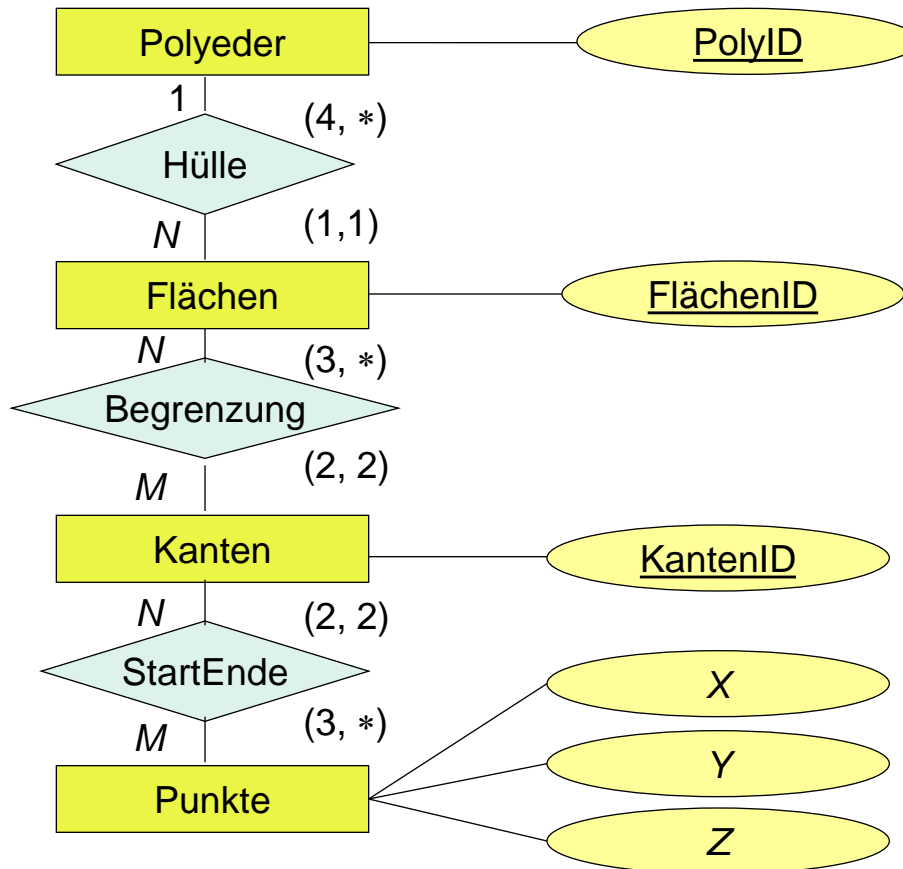 Polyeder
PolyID
1
(4, ∗)
Hülle
N
(1,1)
Flächen
FlächenID
N
(3, ∗)
Begrenzung
(2, 2)
M
Kanten
KantenID
N
(2, 2)
StartEnde
X
(3, ∗)
M
Y
Punkte
Z